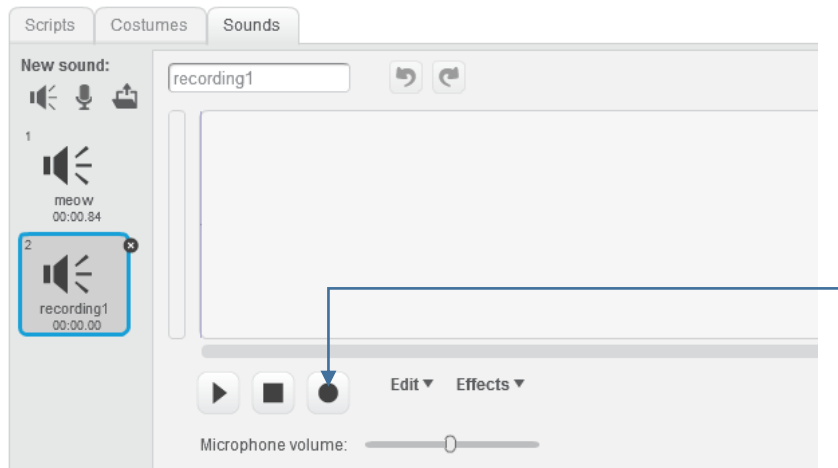 Scripts Costumes Sounds
New sound:
recording1
1
meow
00:00.84
2
recording1
00:00.00
Edit Effects
Microphone volume: